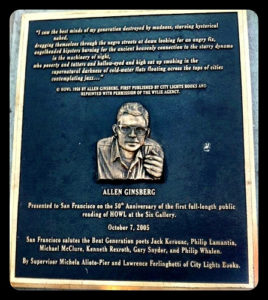 "I saw the best minds of my generation destroyed by madness, starving hysterical
naked,
dragging themselves through the negro streets at dawn looking for an angry fix,
angelheaded hipsters burning for the ancient heavenly connection to the starry dynamo
in the machinery of night,
who poverty and tatters and hollow-eyed and high sat up smoking in the
supernatural darkness of cold-water flats floating across the tops of cities
contemplating jazz..."
© HOWL 1956 BY ALLEN GINSBERG, FIRST PUBLISHED BY CITY LIGHTS BOOKS AND
REPRINTED WITH PERMISSION OF THE WYLIE AGENCY.
ALLEN GINSBERG
Presented to San Francisco on the 50th Anniversary of the first full-length public
reading of HOWL at the Six Gallery.
October 7, 2005
San Francisco salutes the Beat Generation poets Jack Kerouac, Philip Lamantia,
Michael McClure, Kenneth Rexroth, Gary Snyder, and Philip Whalen.
By Supervisor Michela Alioto-Pier and Lawrence Ferlinghetti of City Lights Books.